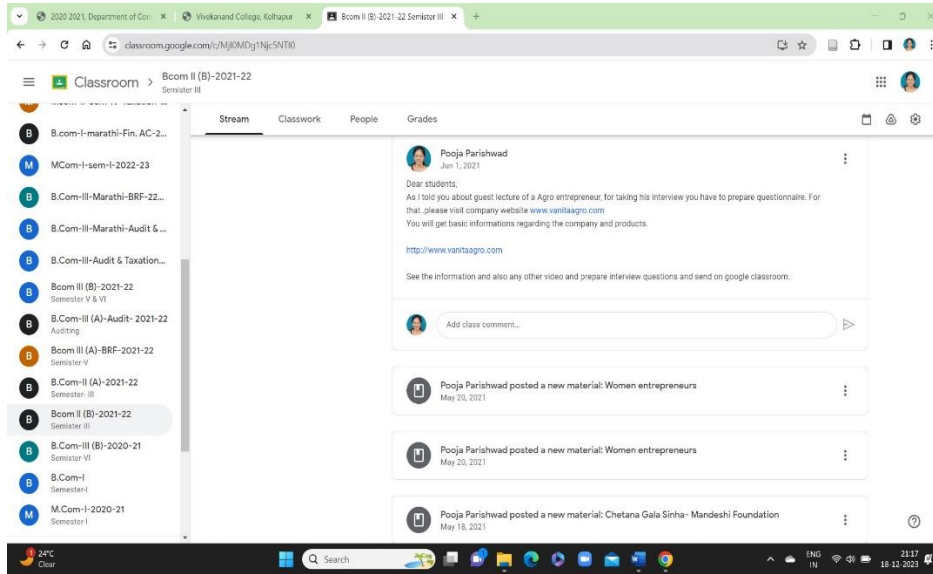 2020 2021, Department of Com
Vivekanand College, Kolhapur
Bcom II (B)-2021-22 Semister III
classroom.google.com/c/MjI0MDg1Njc5NTI0
Classroom > Bcom II (B)-2021-22
Semister III
Stream Classwork People Grades
B B.com-I-marathi-Fin. AC-2...
M MCom-I-sem-I-2022-23
B B.Com-III-Marathi-BRF-22...
B B.Com-III-Marathi-Audit & ...
B B.Com-III-Audit & Taxation...
B Bcom III (B)-2021-22
Semester V & VI
B B.Com-III (A)-Audit- 2021-22
Auditing
B Bcom III (A)-BRF-2021-22
Semister-V
B B.Com-II (A)-2021-22
Semester- III
B Bcom II (B)-2021-22
Semister III
B B.Com-III (B)-2020-21
Semister-VI
B B.Com-I
Semester-I
M M.Com-I-2020-21
Semester-I
Pooja Parishwad
Jun 1, 2021
Dear students,
As I told you about guest lecture of a Agro entrepreneur, for taking his interview you have to prepare questionnaire. For
that..please visit company website www.vanitaagro.com
You will get basic informations regarding the company and products.
http://www.vanitaagro.com
See the information and also any other video and prepare interview questions and send on google classroom.
Add class comment...
Pooja Parishwad posted a new material: Women entrepreneurs
May 20, 2021
Pooja Parishwad posted a new material: Women entrepreneurs
May 20, 2021
Pooja Parishwad posted a new material: Chetana Gala Sinha- Mandeshi Foundation
May 18, 2021
1
24°C
Clear
Search
ENG
IN
21:17
18-12-2023